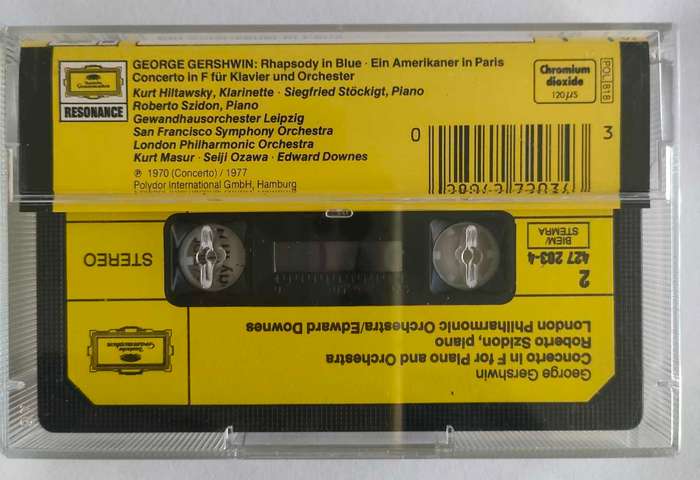 GEORGE GERSHWIN: Rhapsody in Blue · Ein Amerikaner in Paris
Concerto in F für Klavier und Orchester
Kurt Hiltawsky, Klarinette · Siegfried Stöckigt, Piano
Roberto Szidon, Piano
Gewandhausorchester Leipzig
San Francisco Symphony Orchestra
London Philharmonic Orchestra
Kurt Masur · Seiji Ozawa · Edward Downes
℗ 1970 (Concerto) / 1977
Polydor International GmbH, Hamburg
Deutsche
Grammophon
RESONANCE
Chromium
dioxide
120 µS
POL 818
0
3
STEREO
2
427 203-4
BIEM/
STEMRA
George Gershwin
Concerto in F for Piano and Orchestra
Roberto Szidon, piano
London Philharmonic Orchestra/Edward Downes
Deutsche
Grammophon